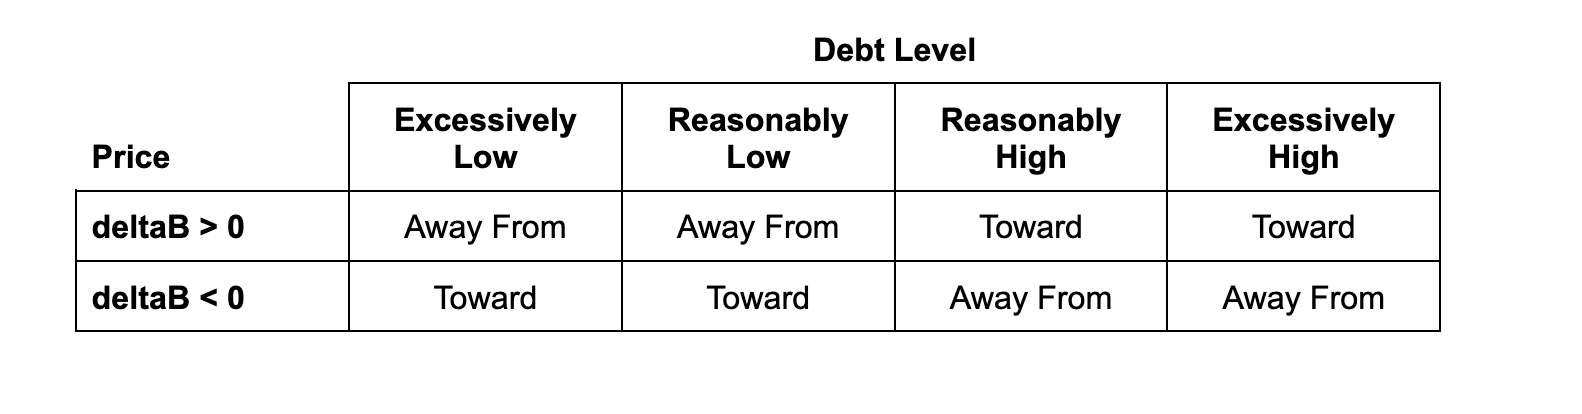 Debt Level
Price
Excessively
Low
Reasonably
Low
Reasonably
High
Excessively
High
deltaB > 0
Away From
Away From
Toward
Toward
deltaB < 0
Toward
Toward
Away From
Away From